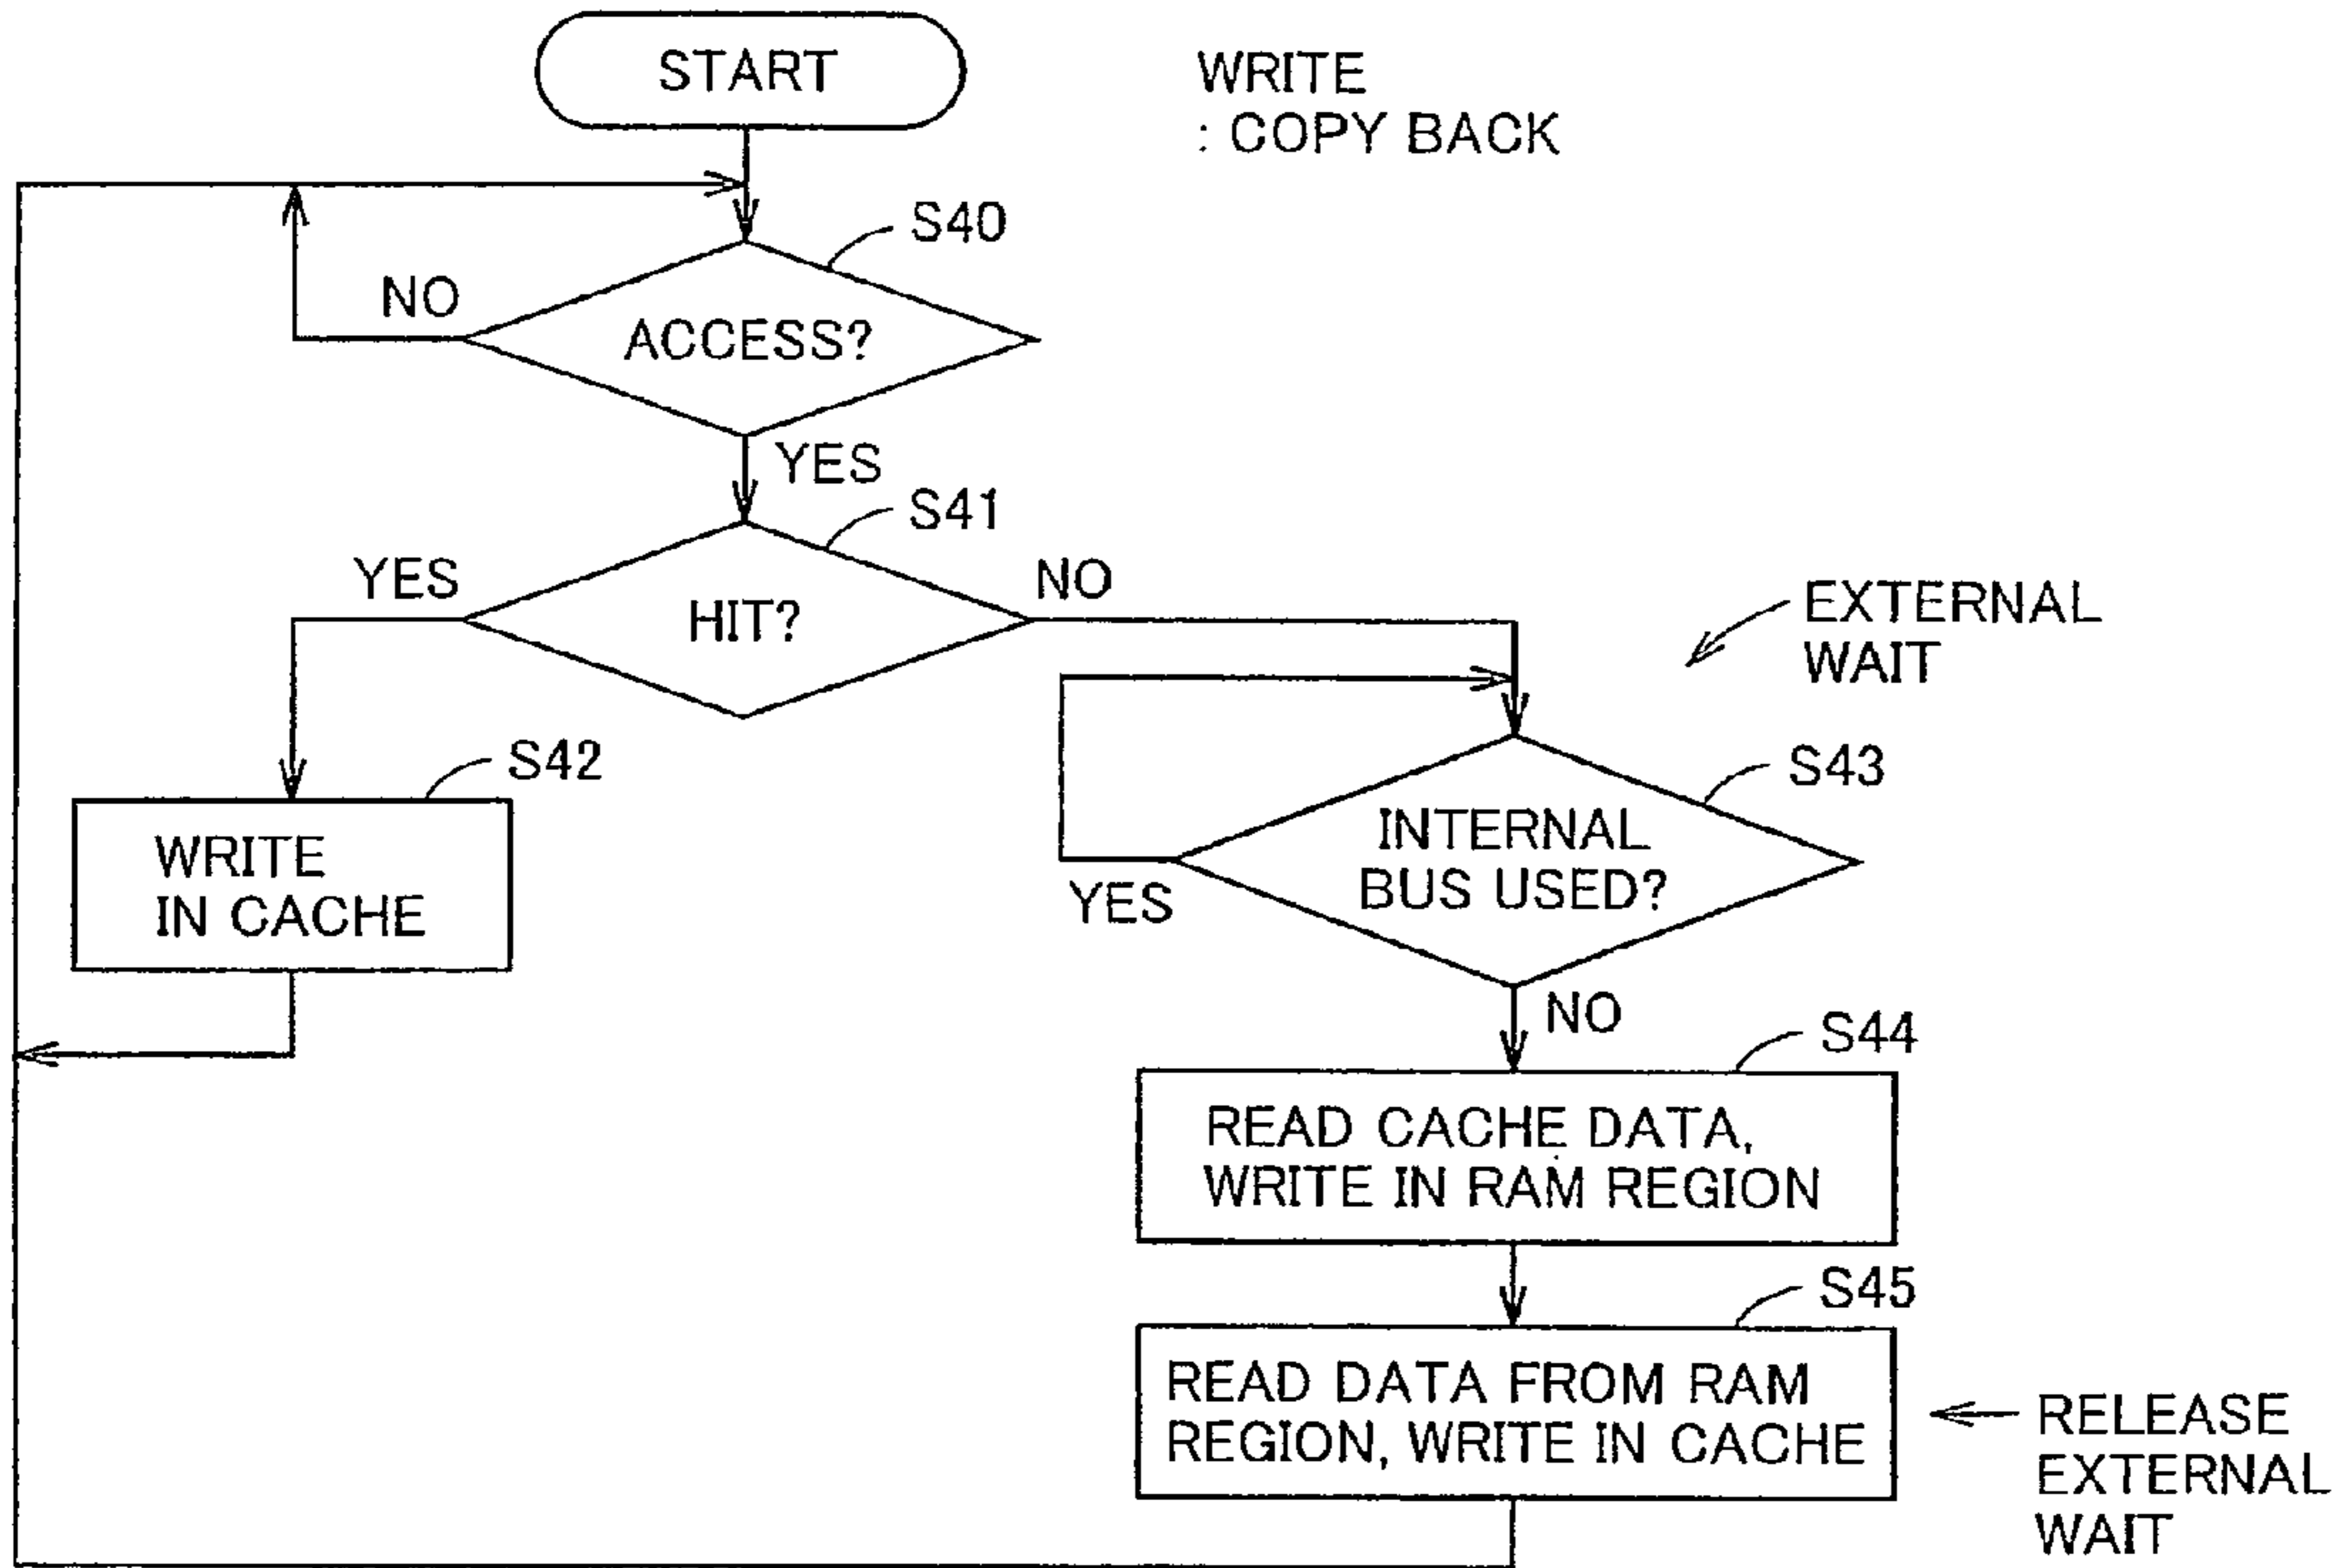 START
WRITE
: COPY BACK
S40
NO
ACCESS?
YES
S41
YES
NO
HIT?
EXTERNAL
WAIT
S42
S43
WRITE
IN CACHE
INTERNAL
BUS USED?
YES
NO
S44
READ CACHE DATA,
WRITE IN RAM REGION
S45
READ DATA FROM RAM
REGION, WRITE IN CACHE
RELEASE
EXTERNAL
WAIT